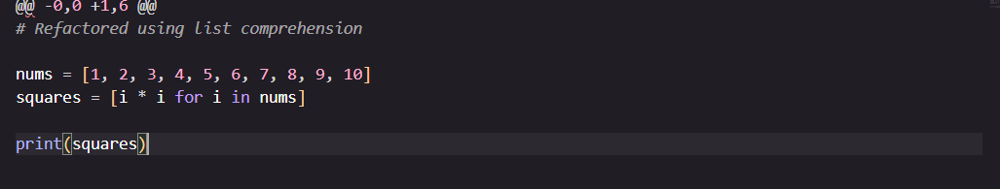 @@ -0,0 +1,6 @@
# Refactored using list comprehension
nums = [1, 2, 3, 4, 5, 6, 7, 8, 9, 10]
squares = [i * i for i in nums]
print(squares)